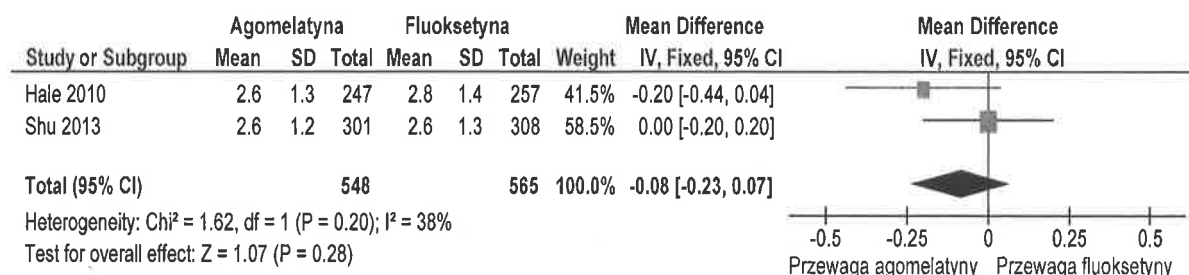 Agomelatyna Fluoksetyna Mean Difference Mean Difference
Study or Subgroup Mean SD Total Mean SD Total Weight IV, Fixed, 95% CI IV, Fixed, 95% CI
Hale 2010 2.6 1.3 247 2.8 1.4 257 41.5% -0.20 [-0.44, 0.04]
Shu 2013 2.6 1.2 301 2.6 1.3 308 58.5% 0.00 [-0.20, 0.20]
Total (95% CI) 548 565 100.0% -0.08 [-0.23, 0.07]
Heterogeneity: Chi² = 1.62, df = 1 (P = 0.20); I² = 38%
Test for overall effect: Z = 1.07 (P = 0.28)
-0.5 -0.25 0 0.25 0.5
Przewaga agomelatyny Przewaga fluoksetyny